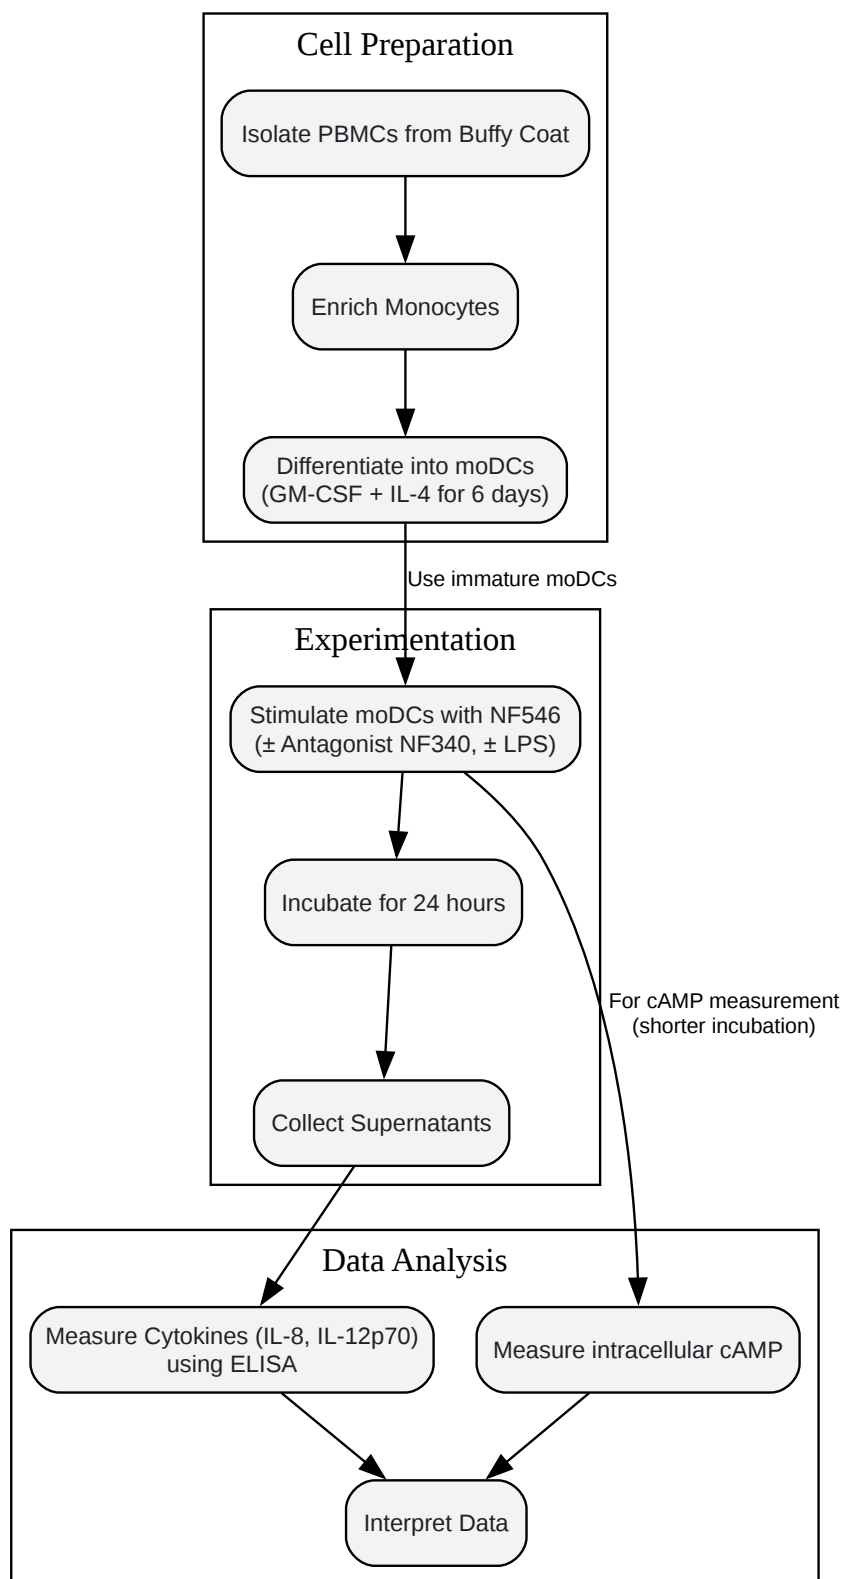 Cell Preparation
Isolate PBMCs from Buffy Coat
Enrich Monocytes
Differentiate into moDCs
(GM-CSF + IL-4 for 6 days)
Use immature moDCs
Experimentation
Stimulate moDCs with NF546
(± Antagonist NF340, ± LPS)
Incubate for 24 hours
For cAMP measurement
(shorter incubation)
Collect Supernatants
Data Analysis
Measure Cytokines (IL-8, IL-12p70)
using ELISA
Measure intracellular cAMP
Interpret Data